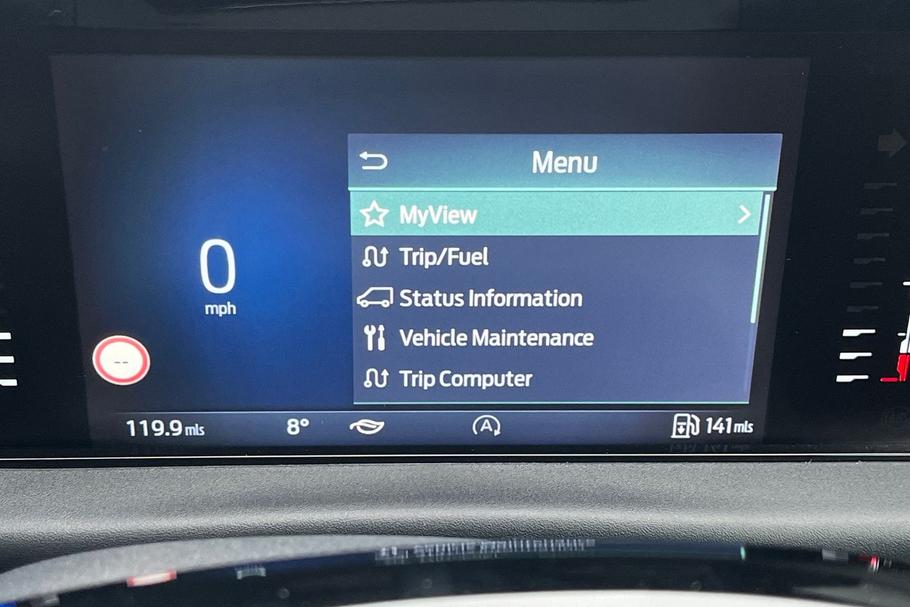 Menu
MyView
Trip/Fuel
0
Status Information
mph
Vehicle Maintenance
--
Trip Computer
119.9 mls 8° A 141 mls